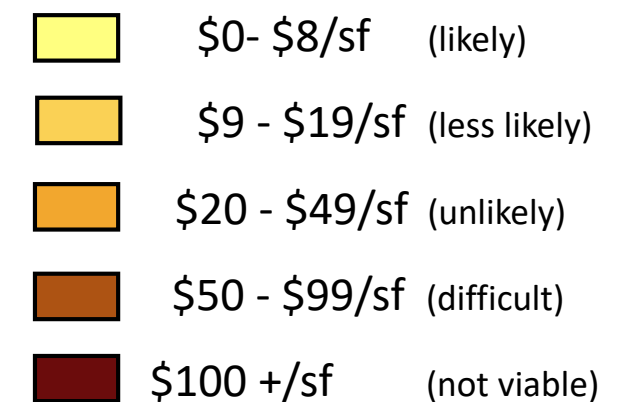 $0- $8/sf (likely)
$9 - $19/sf (less likely)
$20 - $49/sf (unlikely)
$50 - $99/sf (difficult)
$100 +/sf (not viable)